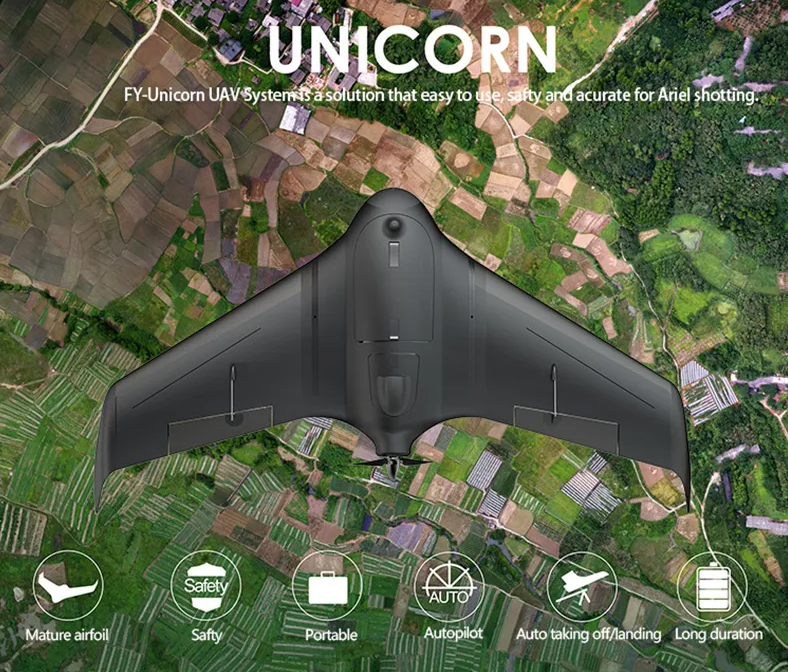 UNICORN
FY-Unicorn UAV System is a solution that easy to use, safty and acurate for Ariel shotting.
Safety
AUTO
Mature airfoil
Safty
Portable
Autopilot
Auto taking off/landing
Long duration